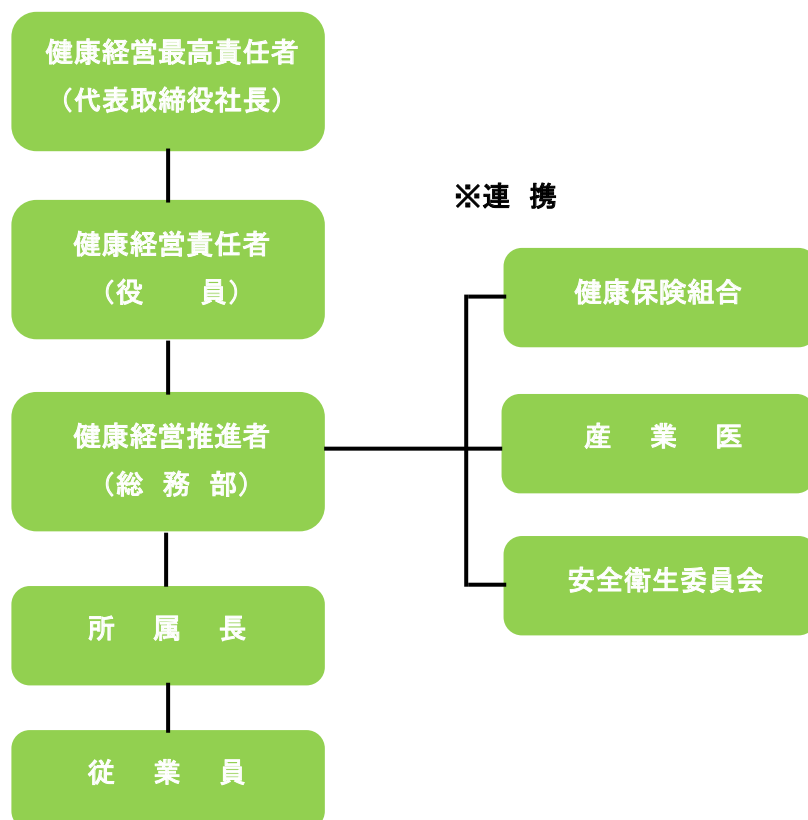 健康経営最高責任者
（代表取締役社長）
健康経営責任者
（役　　員）
健康経営推進者
（総 務 部）
所　属　長
従　業　員
※連 携
健康保険組合
産　業　医
安全衛生委員会